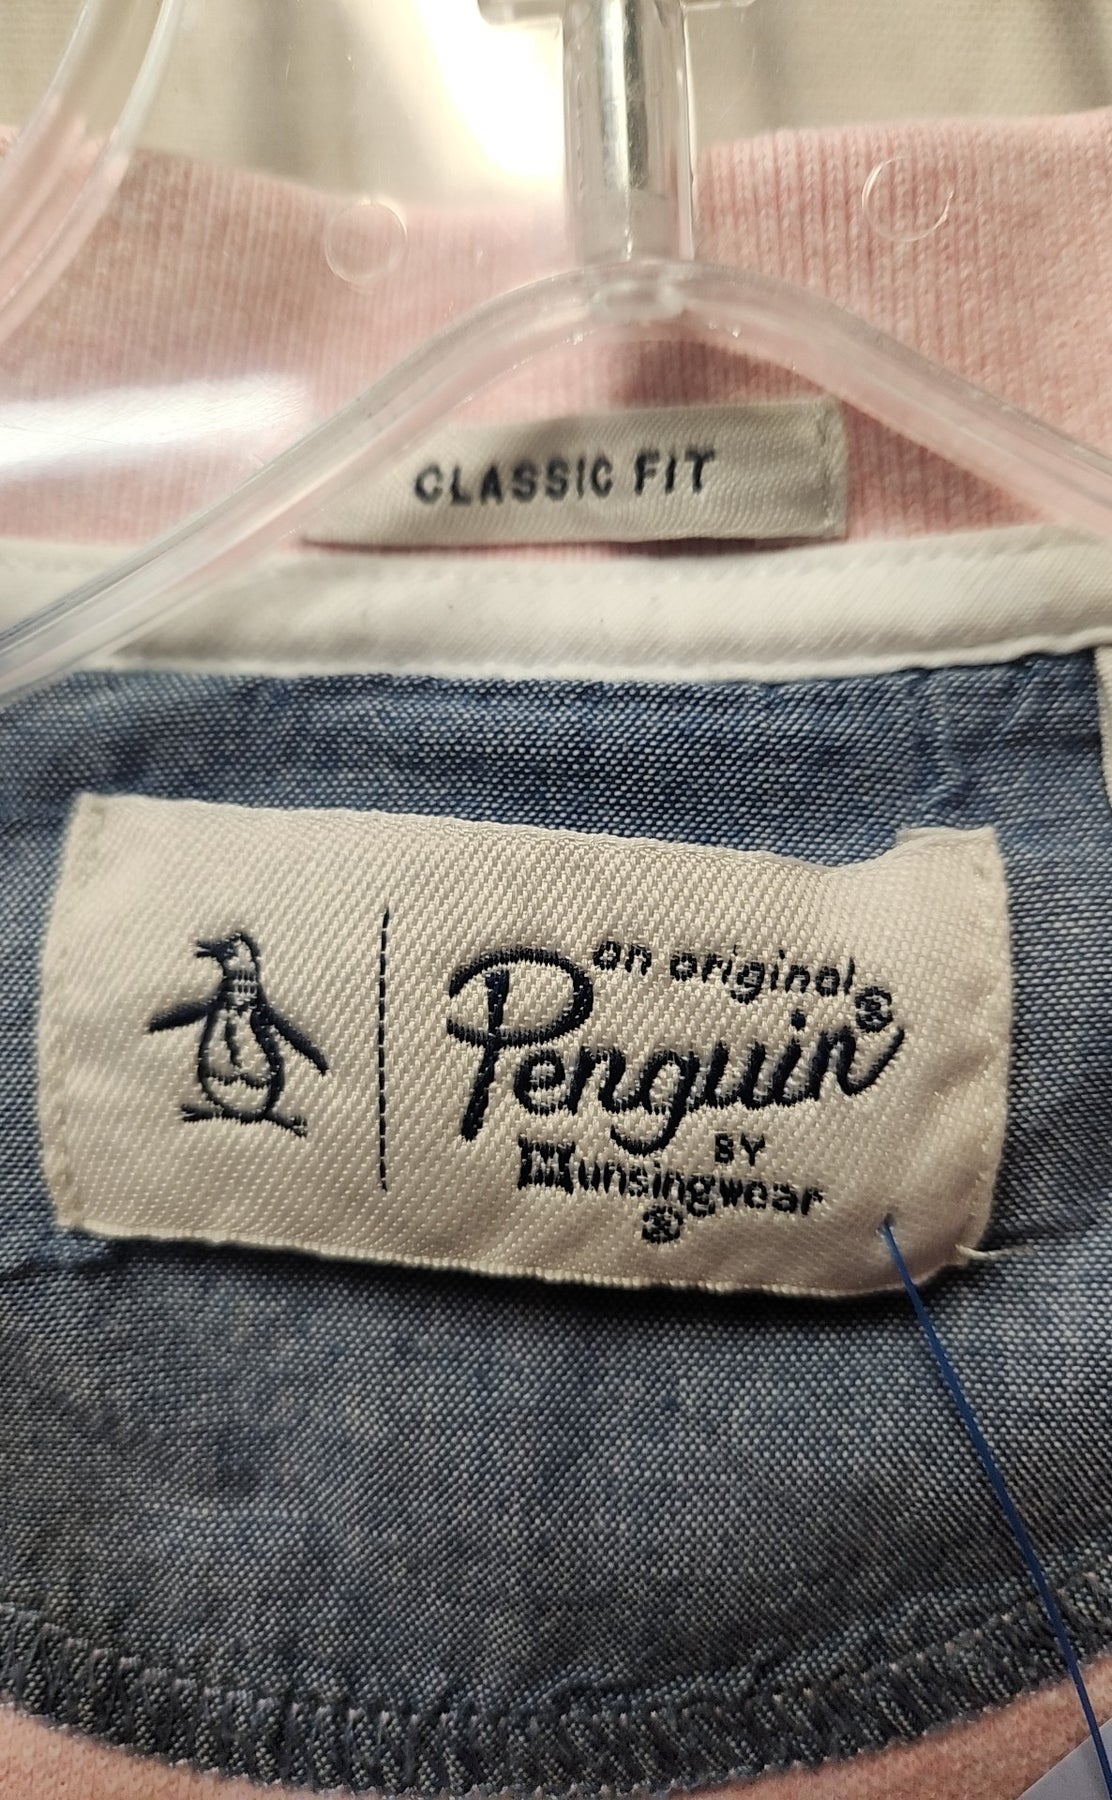 CLASSIC FIT
an original®
Penguin
BY
Munsingwear
®